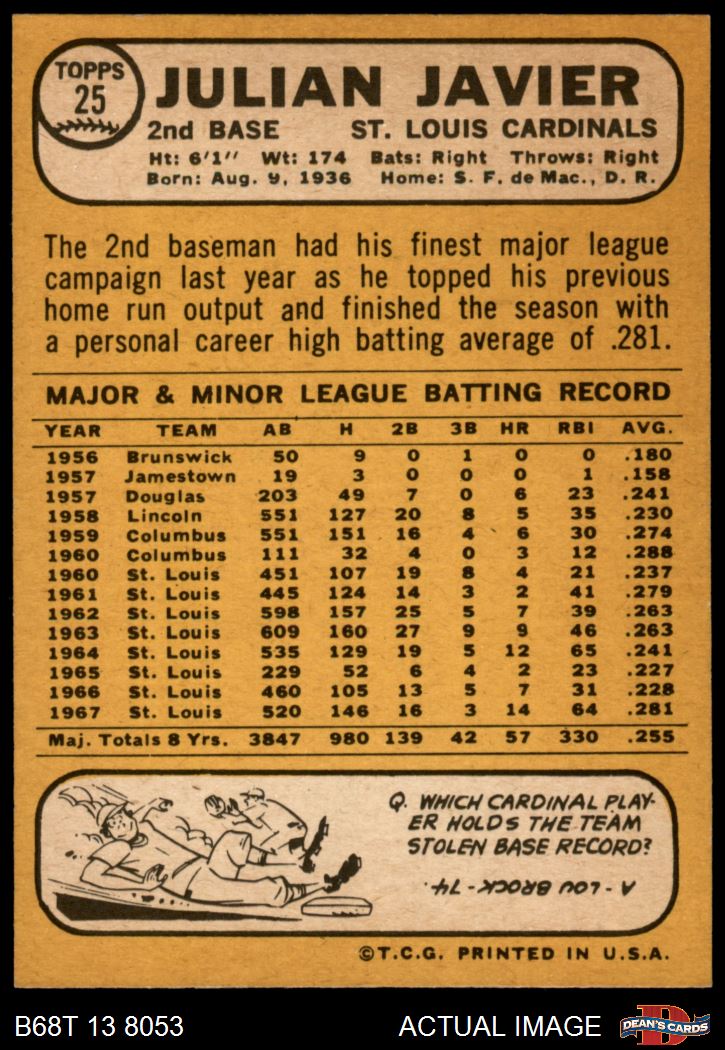 TOPPS
25
JULIAN JAVIER
2nd BASE ST. LOUIS CARDINALS
Ht: 6'1" Wt: 174 Bats: Right Throws: Right
Born: Aug. 9, 1936 Home: S. F. de Mac., D. R.
The 2nd baseman had his finest major league
campaign last year as he topped his previous
home run output and finished the season with
a personal career high batting average of .281.
MAJOR & MINOR LEAGUE BATTING RECORD
YEAR TEAM AB H 2B 3B HR RBI AVG.
1956 Brunswick 50 9 0 1 0 0 .180
1957 Jamestown 19 3 0 0 0 1 .158
1957 Douglas 203 49 7 0 6 23 .241
1958 Lincoln 551 127 20 8 5 35 .230
1959 Columbus 551 151 16 4 6 30 .274
1960 Columbus 111 32 4 0 3 12 .288
1960 St. Louis 451 107 19 8 4 21 .237
1961 St. Louis 445 124 14 3 2 41 .279
1962 St. Louis 598 157 25 5 7 39 .263
1963 St. Louis 609 160 27 9 9 46 .263
1964 St. Louis 535 129 19 5 12 65 .241
1965 St. Louis 229 52 6 4 2 23 .227
1966 St. Louis 460 105 13 5 7 31 .228
1967 St. Louis 520 146 16 3 14 64 .281
Maj. Totals 8 Yrs. 3847 980 139 42 57 330 .255
Q. WHICH CARDINAL PLAY-
ER HOLDS THE TEAM
STOLEN BASE RECORD?
A - LOU BROCK - 74.
©T.C.G. PRINTED IN U.S.A.
B68T 13 8053 ACTUAL IMAGE
D
DEAN'S CARDS